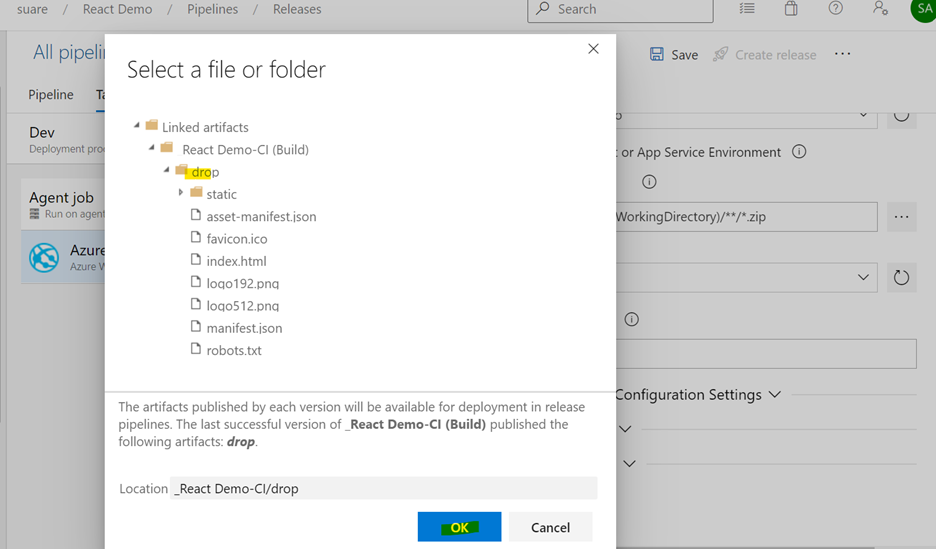 suare / React Demo / Pipelines / Releases
Search
SA
All pipelin
Save
Create release
...
Pipeline
Ta
Dev
Deployment proc
Agent job
Run on agent
Azure
Azure W
Select a file or folder
Linked artifacts
React Demo-CI (Build)
drop
static
asset-manifest.json
favicon.ico
index.html
logo192.png
logo512.png
manifest.json
robots.txt
The artifacts published by each version will be available for deployment in release
pipelines. The last successful version of _React Demo-CI (Build) published the
following artifacts: drop.
Location _React Demo-CI/drop
OK
Cancel
or App Service Environment
WorkingDirectory)/**/*.zip
...
Configuration Settings